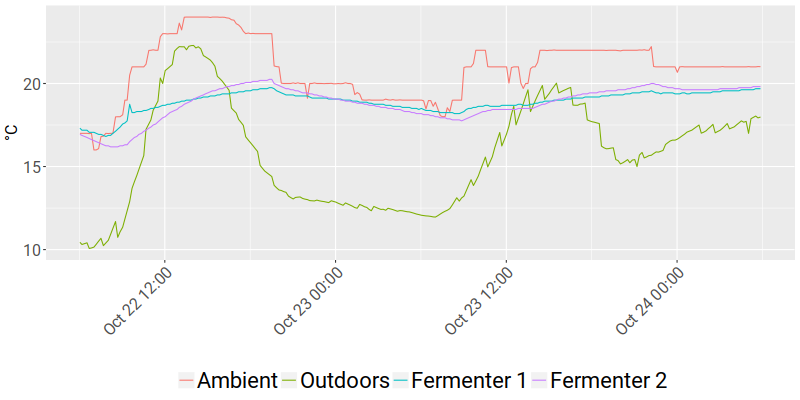 °C
20
15
10
Oct 22 12:00
Oct 23 00:00
Oct 23 12:00
Oct 24 00:00
Ambient Outdoors Fermenter 1 Fermenter 2